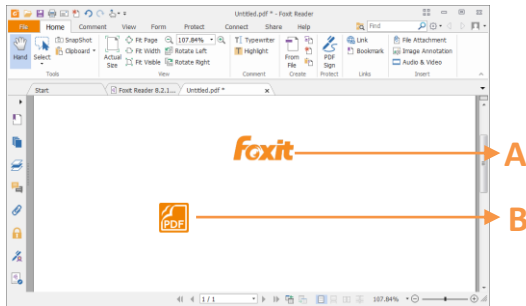 Untitled.pdf * - Foxit Reader
File Home Comment View Form Protect Connect Share Help Find
Hand
Select
SnapShot
Clipboard
Actual Size
Fit Page
Fit Width
Fit Visible
107.84%
Rotate Left
Rotate Right
Typewriter
Highlight
From File
PDF Sign
Link
Bookmark
File Attachment
Image Annotation
Audio & Video
Tools View Comment Create Protect Links Insert
Start Foxit Reader 8.2.1... Untitled.pdf *
foxit A
PDF B
1 / 1 107.84%